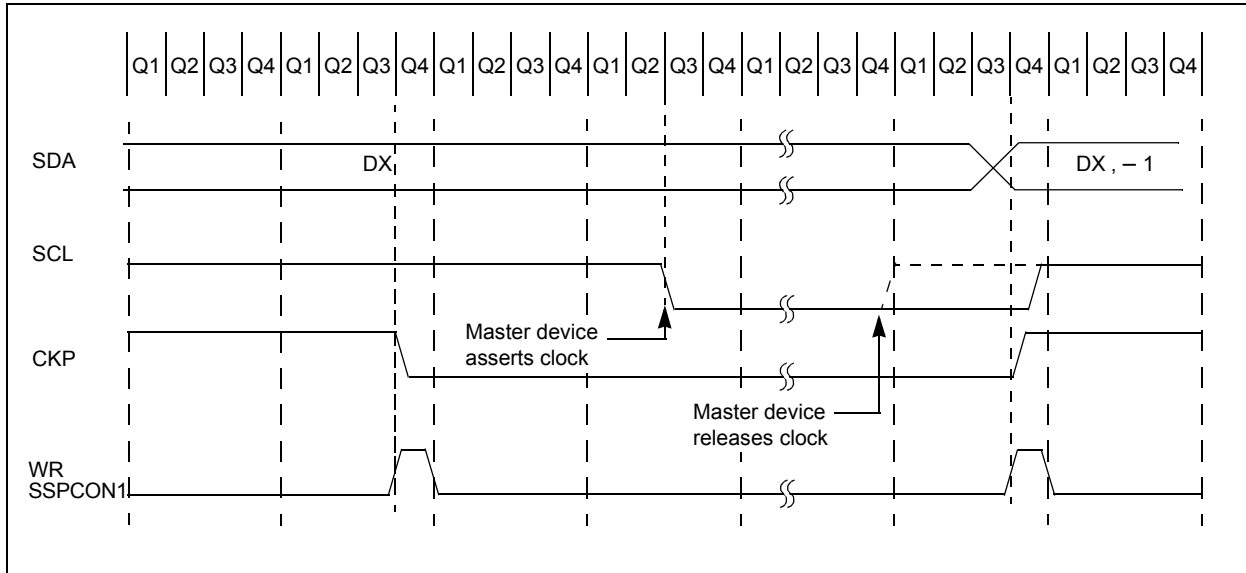 Q1 Q2 Q3 Q4 Q1 Q2 Q3 Q4 Q1 Q2 Q3 Q4 Q1 Q2 Q3 Q4 Q1 Q2 Q3 Q4 Q1 Q2 Q3 Q4 Q1 Q2 Q3 Q4
SDA
DX
DX , – 1
SCL
Master device
asserts clock
CKP
Master device
releases clock
WR
SSPCON1